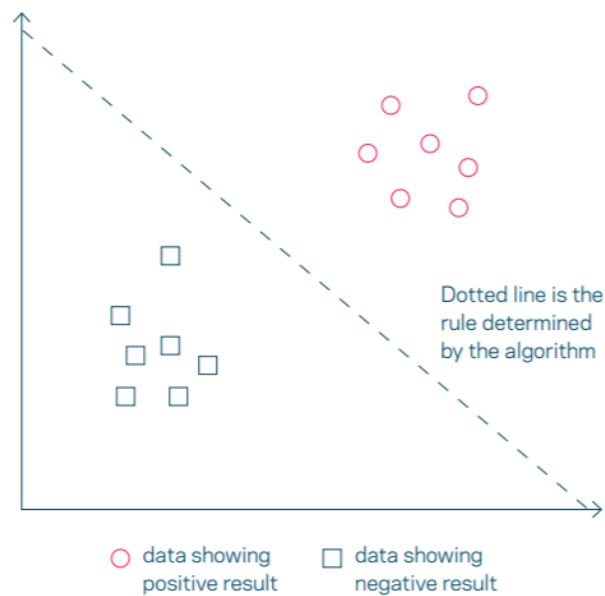 Dotted line is the
rule determined
by the algorithm
data showing
positive result
data showing
negative result